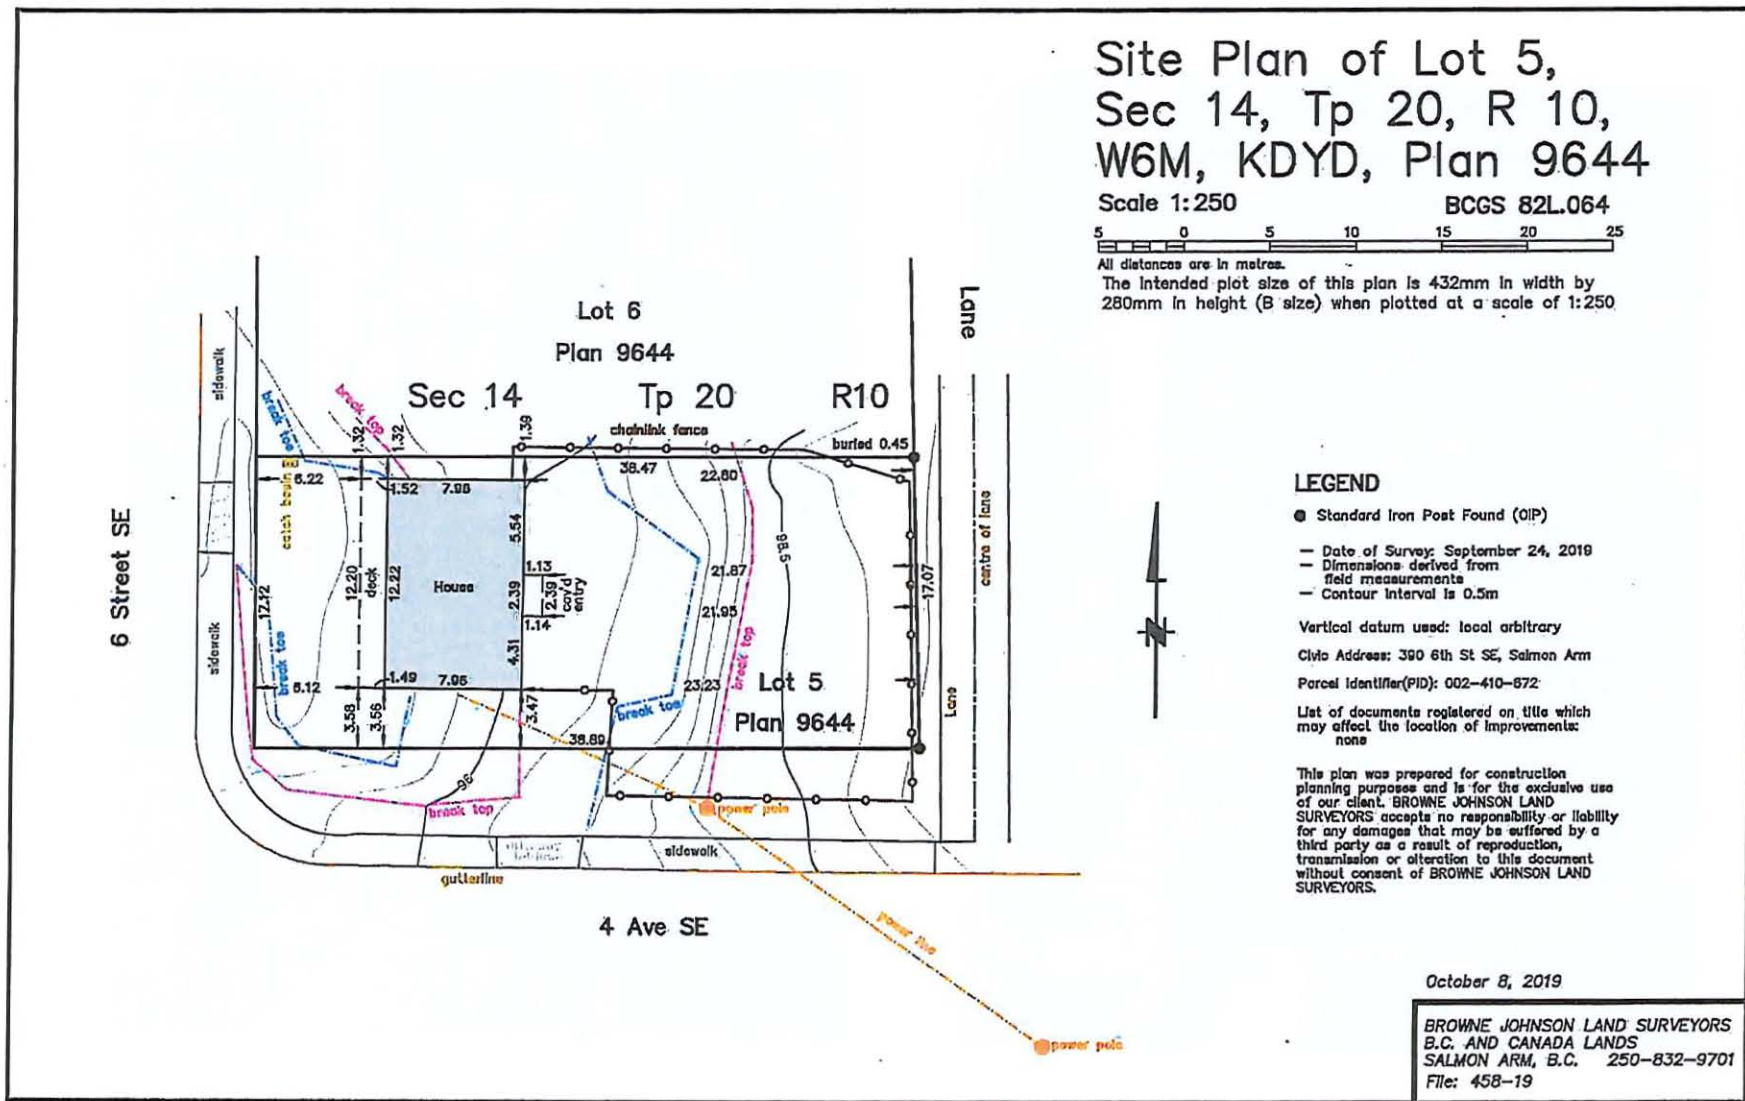 Site Plan of Lot 5,
Sec 14, Tp 20, R 10,
W6M, KDYD, Plan 9644
Scale 1:250
BCGS 82L.064
5 0 5 10 15 20 25
All distances are in metres.
The intended plot size of this plan is 432mm in width by
280mm in height (B size) when plotted at a scale of 1:250
Lot 6
Plan 9644
Lane
Sec 14
Tp 20
R10
sidewalk
break toe
break top
1.32
1.32
1.39
chainlink fence
buried 0.45
38.47
22.80
catch basin
6.22
1.52
7.96
5.54
98.5
centre of lane
6 Street SE
12.20
deck
12.22
House
1.13
2.39
2.39
cov'd
entry
1.14
21.87
21.95
17.07
17.12
sidewalk
break toe
4.31
break top
6.12
1.49
7.96
23.23
Lot 5
Plan 9644
Lane
3.58
3.56
3.47
break toe
38.89
96
break top
power pole
sidewalk
gutterline
4 Ave SE
power line
power pole
LEGEND
Standard Iron Post Found (OIP)
— Date of Survey: September 24, 2019
— Dimensions derived from
field measurements
— Contour Interval is 0.5m
Vertical datum used: local arbitrary
Civic Address: 390 6th St SE, Salmon Arm
Parcel Identifier(PID): 002-410-672
List of documents registered on title which
may affect the location of improvements:
none
This plan was prepared for construction
planning purposes and is for the exclusive use
of our client. BROWNE JOHNSON LAND
SURVEYORS accepts no responsibility or liability
for any damages that may be suffered by a
third party as a result of reproduction,
transmission or alteration to this document
without consent of BROWNE JOHNSON LAND
SURVEYORS.
October 8, 2019
BROWNE JOHNSON LAND SURVEYORS
B.C. AND CANADA LANDS
SALMON ARM, B.C. 250-832-9701
File: 458-19